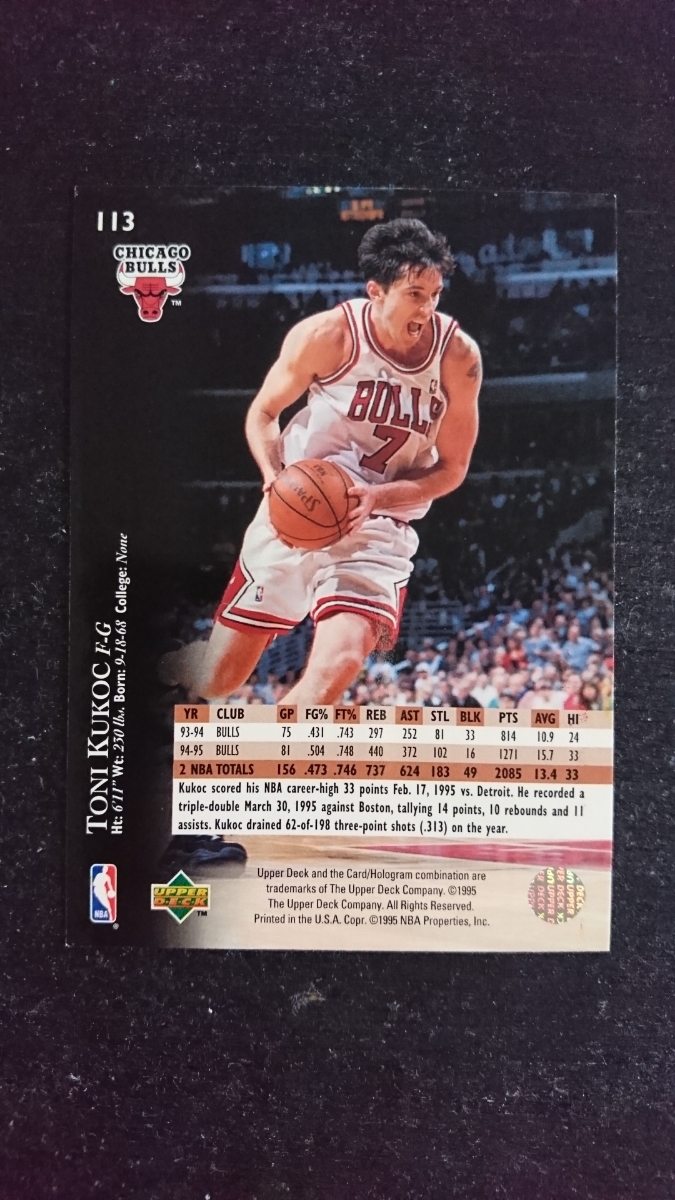 113
CHICAGO
BULLS
TM
BULLS
7
SPALDING
TONI KUKOC F-G
Ht: 6'11" Wt: 230 lbs. Born: 9-18-68 College: None
YR CLUB GP FG% FT% REB AST STL BLK PTS AVG HI
93-94 BULLS 75 .431 .743 297 252 81 33 814 10.9 24
94-95 BULLS 81 .504 .748 440 372 102 16 1271 15.7 33
2 NBA TOTALS 156 .473 .746 737 624 183 49 2085 13.4 33
Kukoc scored his NBA career-high 33 points Feb. 17, 1995 vs. Detroit. He recorded a
triple-double March 30, 1995 against Boston, tallying 14 points, 10 rebounds and 11
assists. Kukoc drained 62-of-198 three-point shots (.313) on the year.
NBA
®
UPPER
DECK
TM
Upper Deck and the Card/Hologram combination are
trademarks of The Upper Deck Company. ©1995
The Upper Deck Company. All Rights Reserved.
Printed in the U.S.A. Copr. ©1995 NBA Properties, Inc.
UPPER DECK